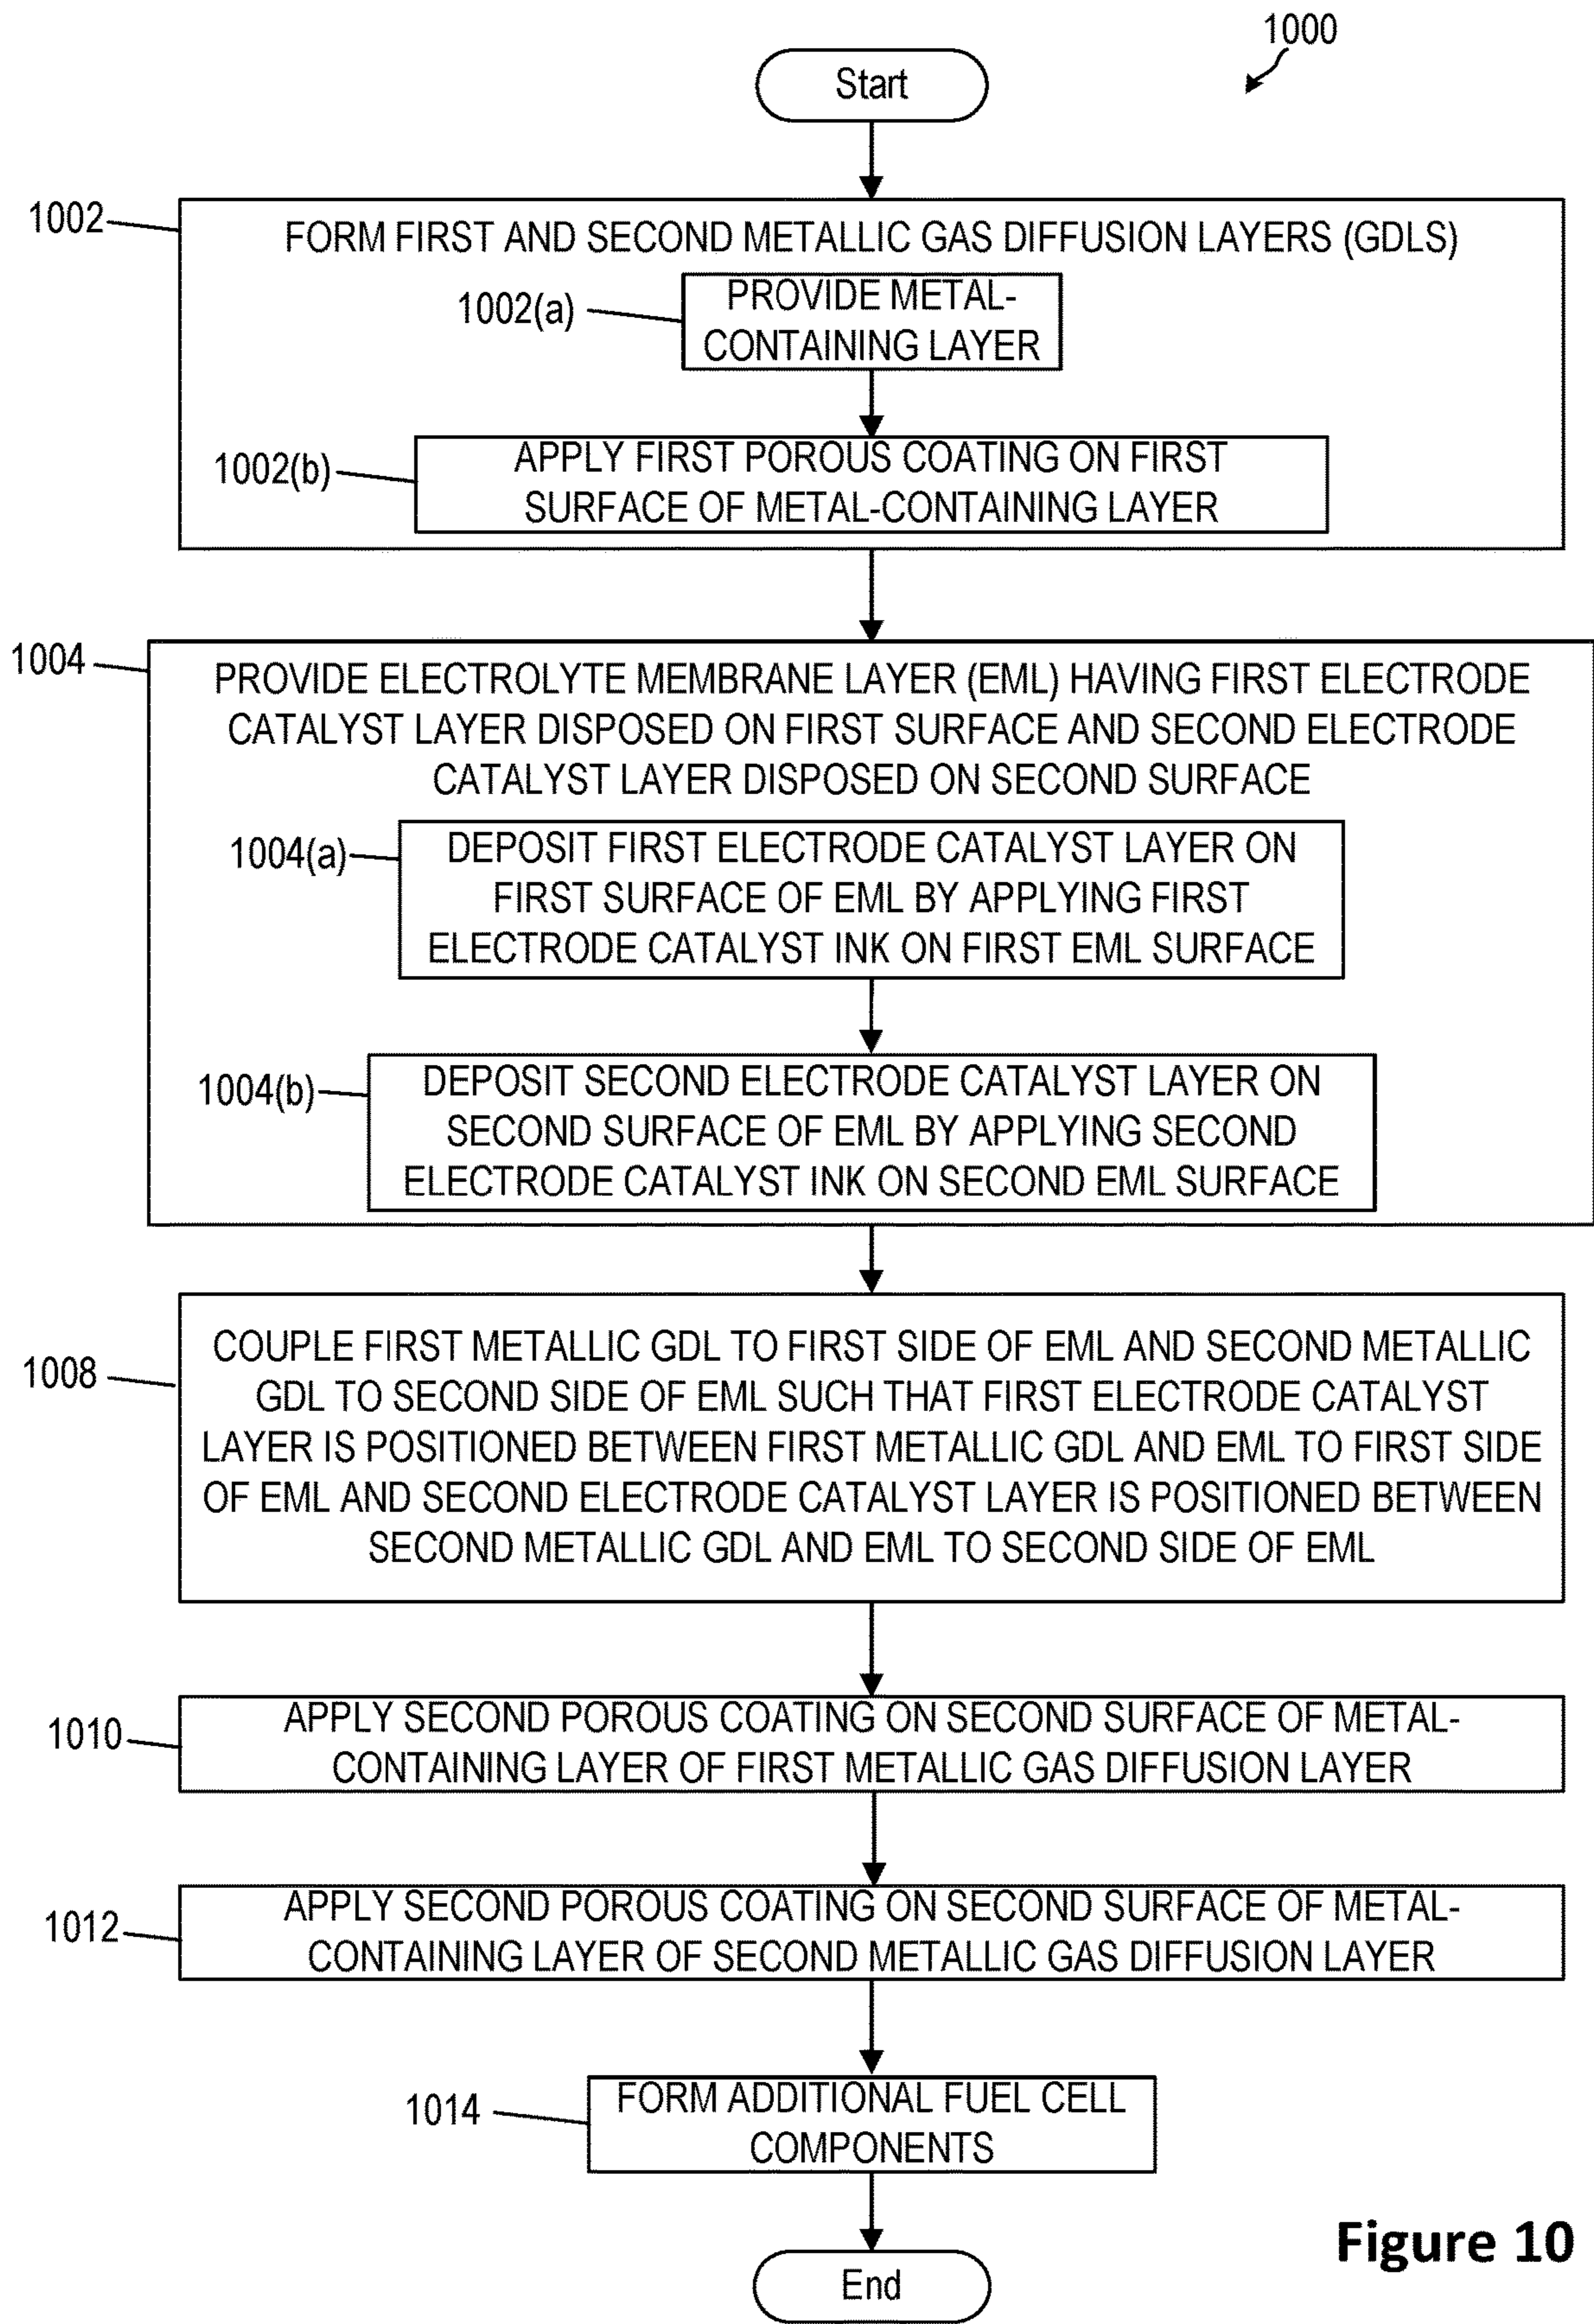 1000
Start
1002
FORM FIRST AND SECOND METALLIC GAS DIFFUSION LAYERS (GDLS)
1002(a)
PROVIDE METAL-
CONTAINING LAYER
1002(b)
APPLY FIRST POROUS COATING ON FIRST
SURFACE OF METAL-CONTAINING LAYER
1004
PROVIDE ELECTROLYTE MEMBRANE LAYER (EML) HAVING FIRST ELECTRODE
CATALYST LAYER DISPOSED ON FIRST SURFACE AND SECOND ELECTRODE
CATALYST LAYER DISPOSED ON SECOND SURFACE
1004(a)
DEPOSIT FIRST ELECTRODE CATALYST LAYER ON
FIRST SURFACE OF EML BY APPLYING FIRST
ELECTRODE CATALYST INK ON FIRST EML SURFACE
1004(b)
DEPOSIT SECOND ELECTRODE CATALYST LAYER ON
SECOND SURFACE OF EML BY APPLYING SECOND
ELECTRODE CATALYST INK ON SECOND EML SURFACE
1008
COUPLE FIRST METALLIC GDL TO FIRST SIDE OF EML AND SECOND METALLIC
GDL TO SECOND SIDE OF EML SUCH THAT FIRST ELECTRODE CATALYST
LAYER IS POSITIONED BETWEEN FIRST METALLIC GDL AND EML TO FIRST SIDE
OF EML AND SECOND ELECTRODE CATALYST LAYER IS POSITIONED BETWEEN
SECOND METALLIC GDL AND EML TO SECOND SIDE OF EML
1010
APPLY SECOND POROUS COATING ON SECOND SURFACE OF METAL-
CONTAINING LAYER OF FIRST METALLIC GAS DIFFUSION LAYER
1012
APPLY SECOND POROUS COATING ON SECOND SURFACE OF METAL-
CONTAINING LAYER OF SECOND METALLIC GAS DIFFUSION LAYER
1014
FORM ADDITIONAL FUEL CELL
COMPONENTS
End
Figure 10